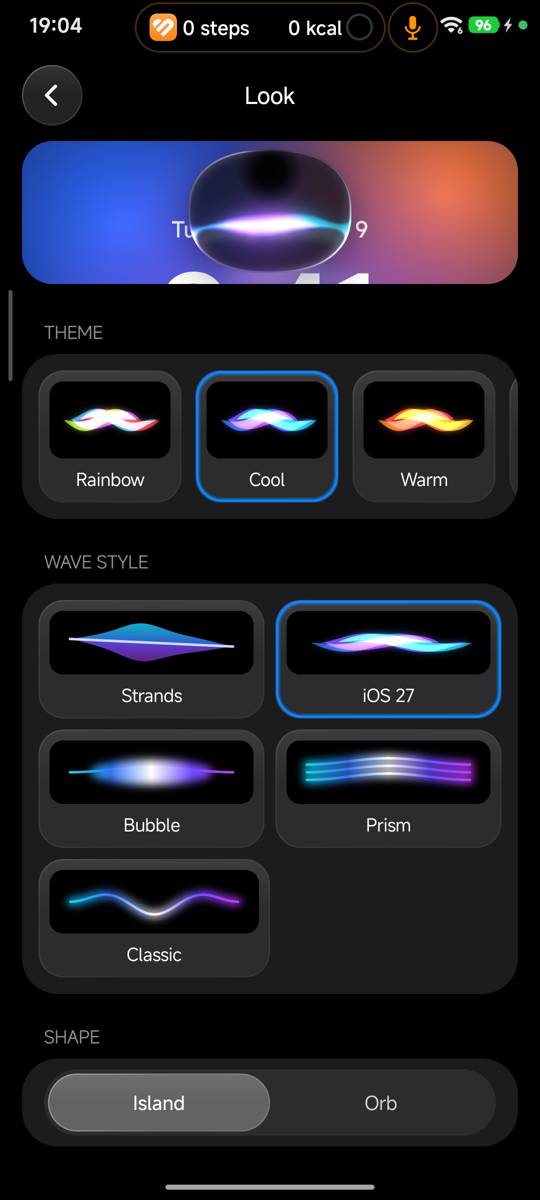 19:04
0 steps 0 kcal
6 96
Look
Tu 9
THEME
Rainbow Cool Warm
WAVE STYLE
Strands iOS 27
Bubble Prism
Classic
SHAPE
Island Orb